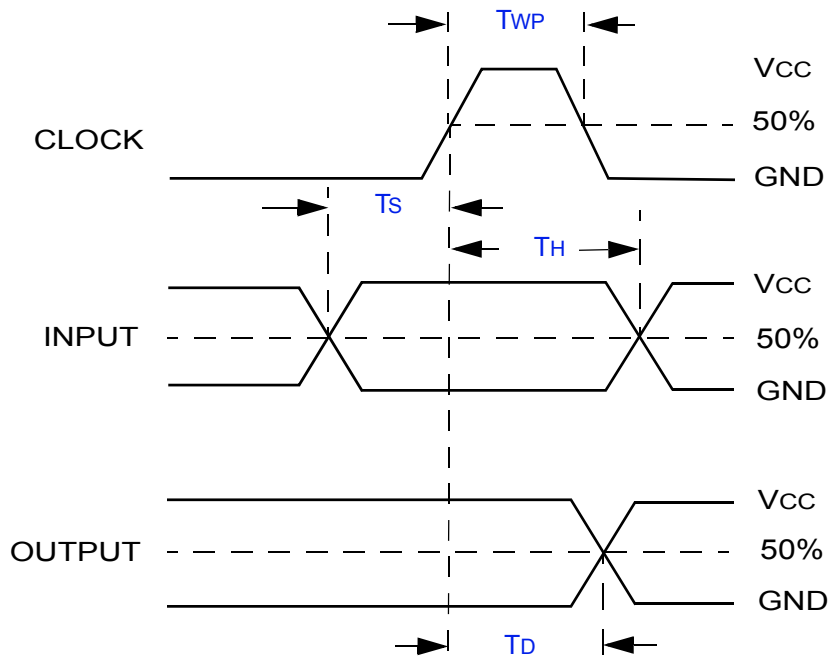 TWP
VCC
CLOCK
50%
GND
TS
TH
VCC
INPUT
50%
GND
VCC
OUTPUT
50%
GND
TD